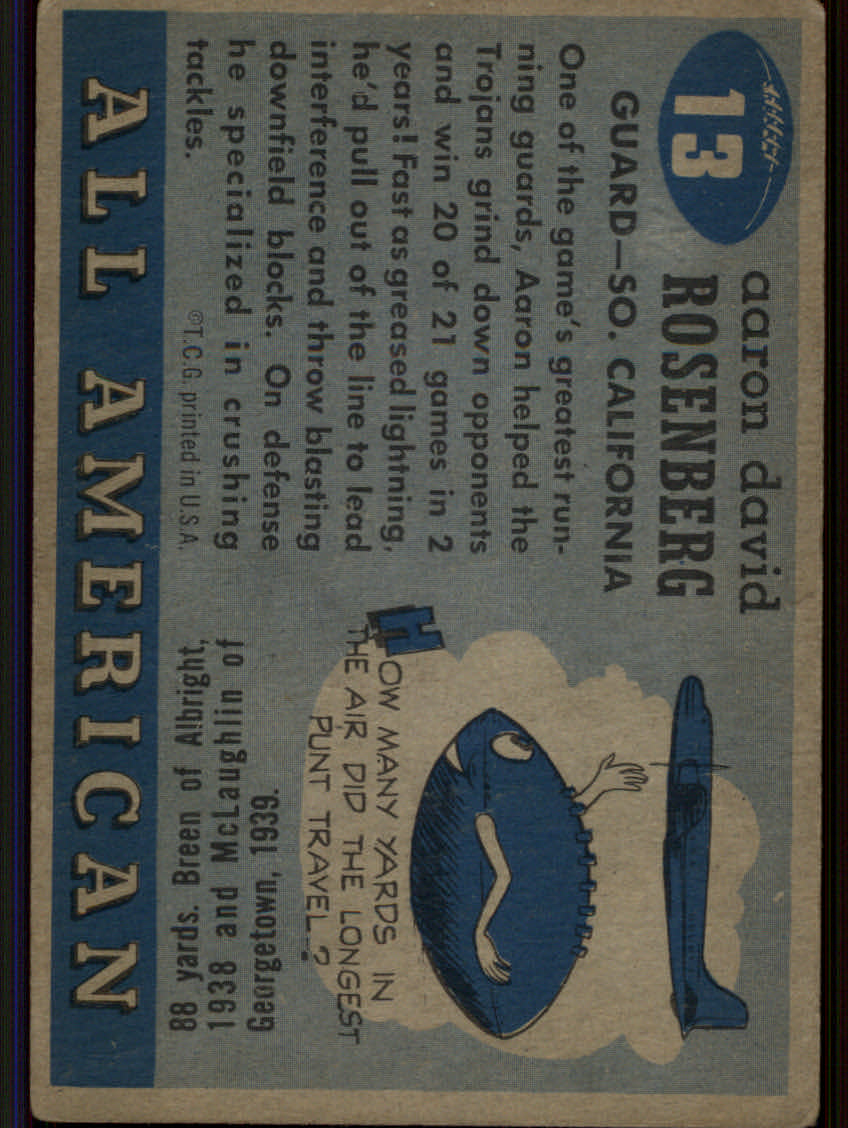 13
aaron david
ROSENBERG
GUARD—SO. CALIFORNIA
One of the game's greatest run-
ning guards, Aaron helped the
Trojans grind down opponents
and win 20 of 21 games in 2
years! Fast as greased lightning,
he'd pull out of the line to lead
interference and throw blasting
downfield blocks. On defense
he specialized in crushing
tackles.
©T.C.G. printed in U.S.A.
HOW MANY YARDS IN
THE AIR DID THE LONGEST
PUNT TRAVEL..?
88 yards. Breen of Albright,
1938 and McLaughlin of
Georgetown, 1939.
ALL AMERICAN